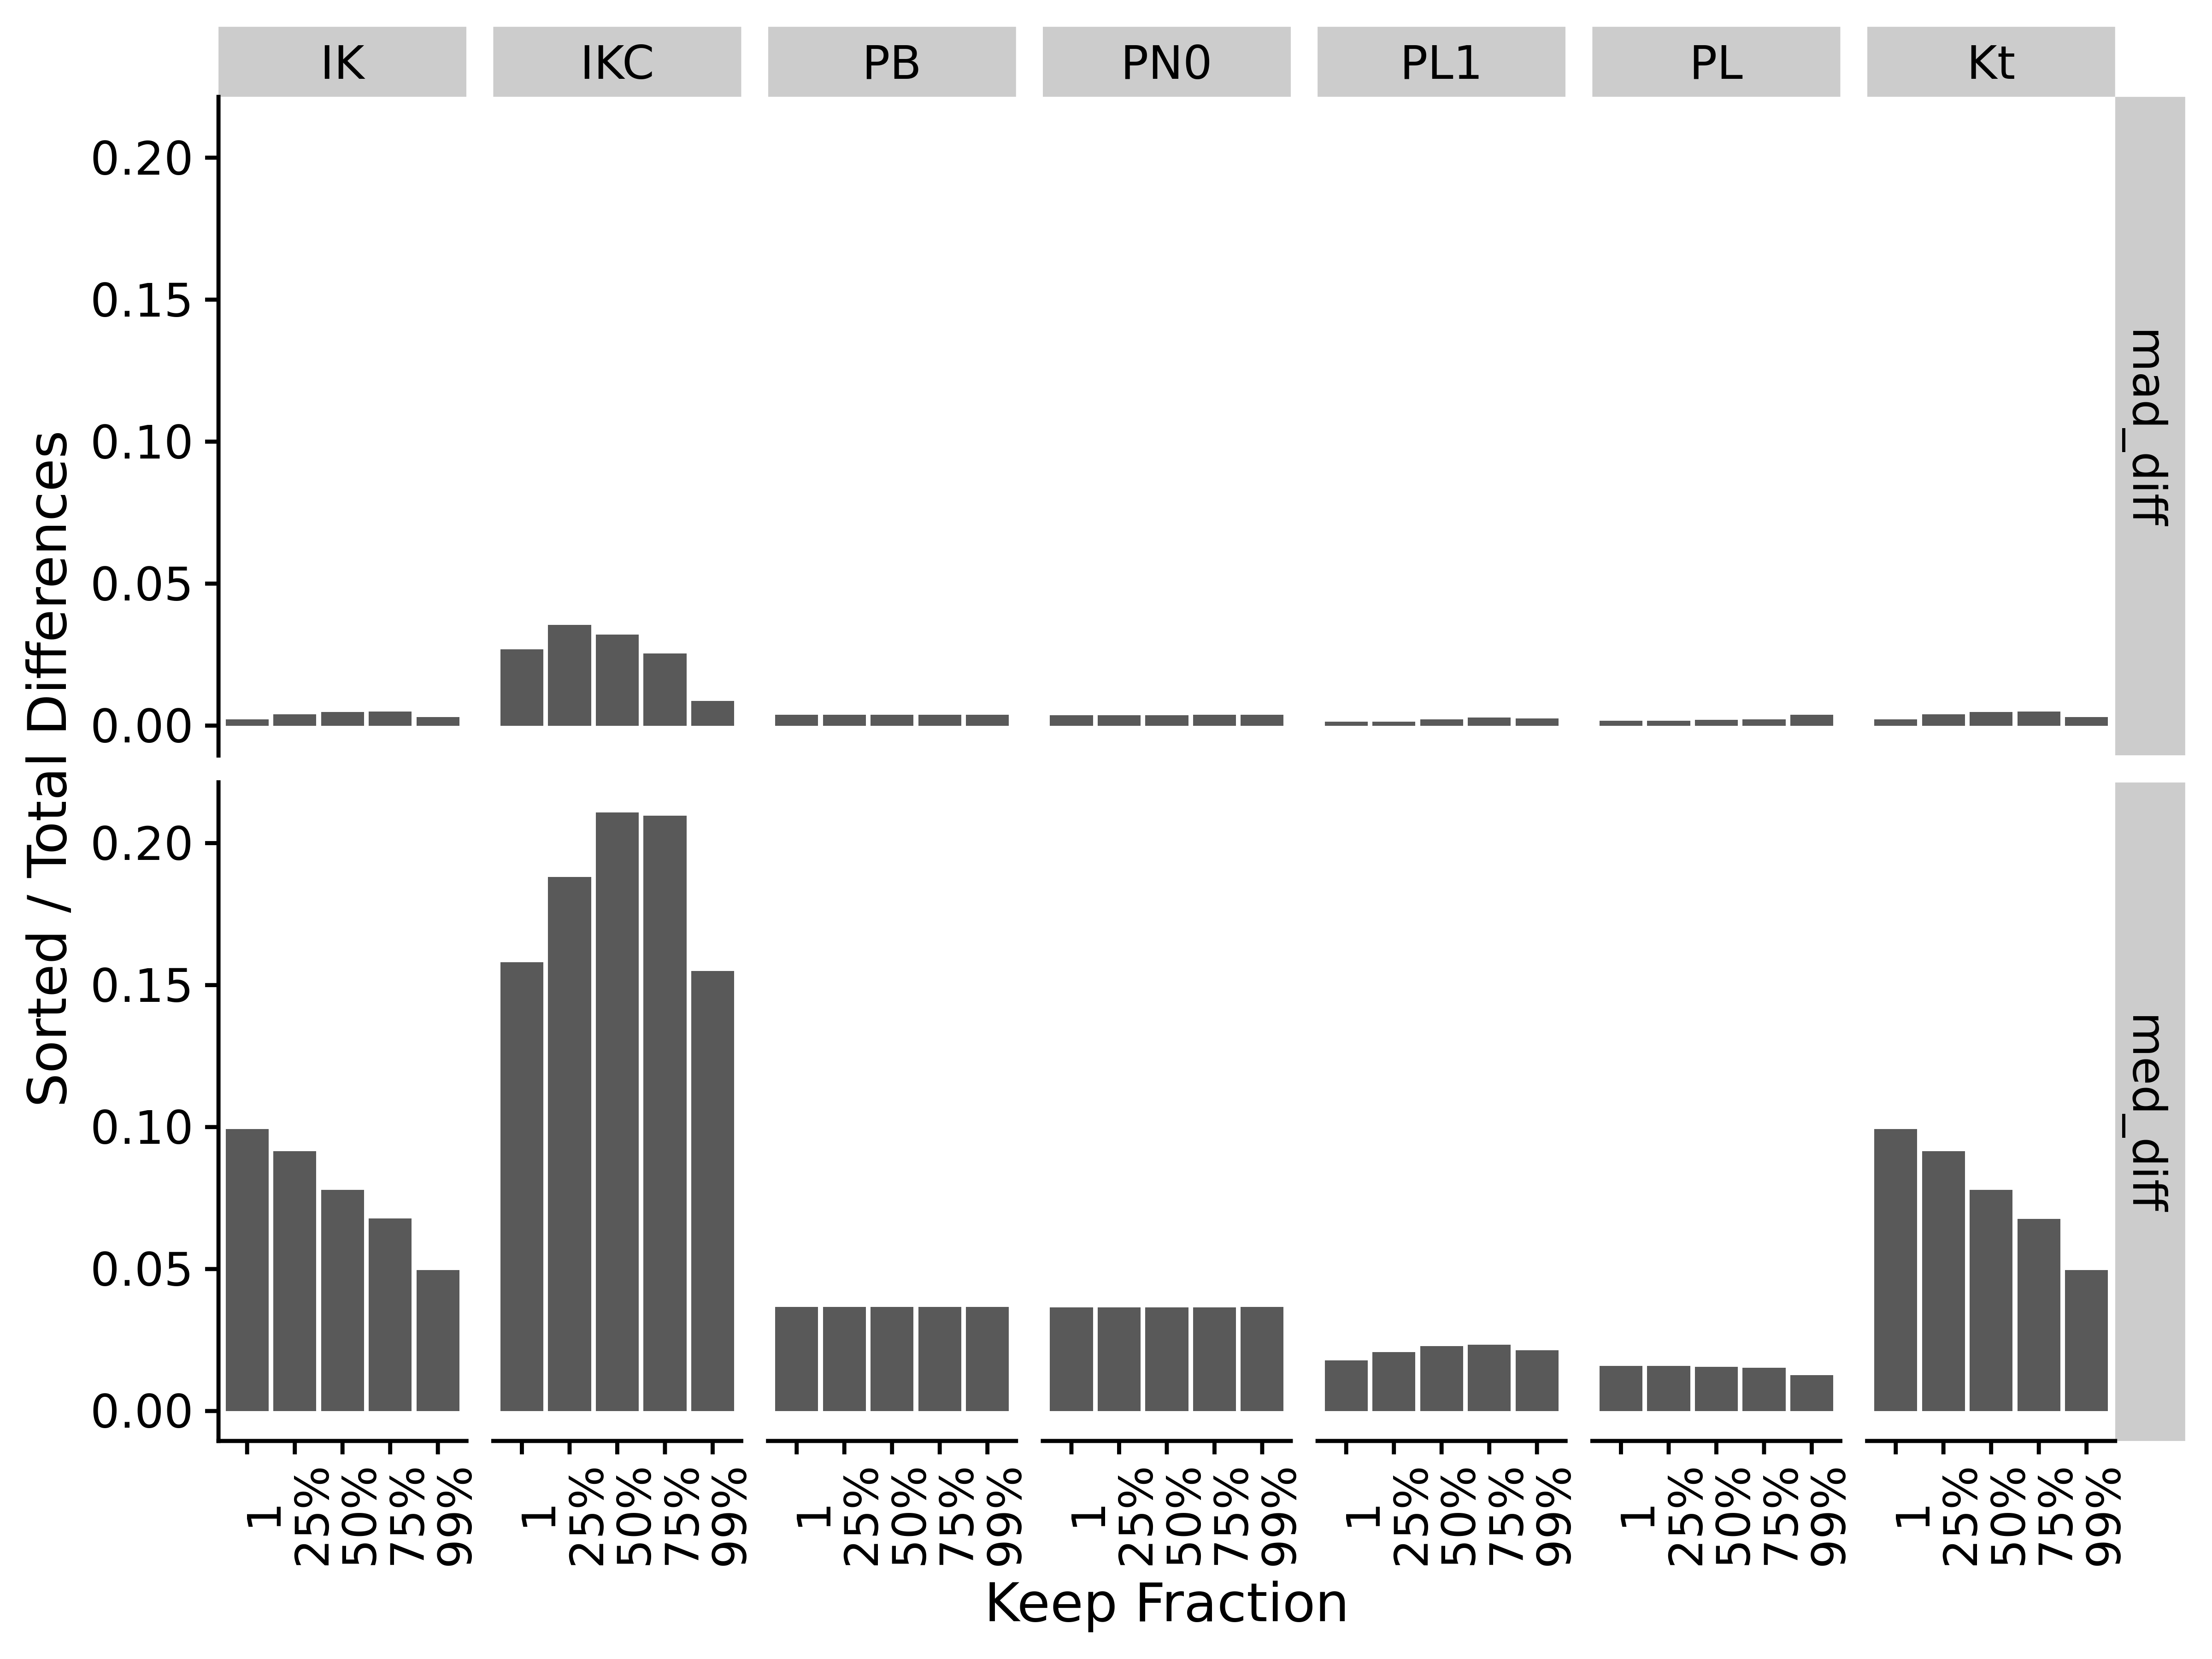 IK IKC PB PN0 PL1 PL Kt
0.20
0.15
0.10
0.05
0.00
mad_diff
Sorted / Total Differences
0.20
0.15
0.10
0.05
0.00
med_diff
1 25% 50% 75% 99% 1 25% 50% 75% 99% 1 25% 50% 75% 99% 1 25% 50% 75% 99% 1 25% 50% 75% 99% 1 25% 50% 75% 99% 1 25% 50% 75% 99%
Keep Fraction